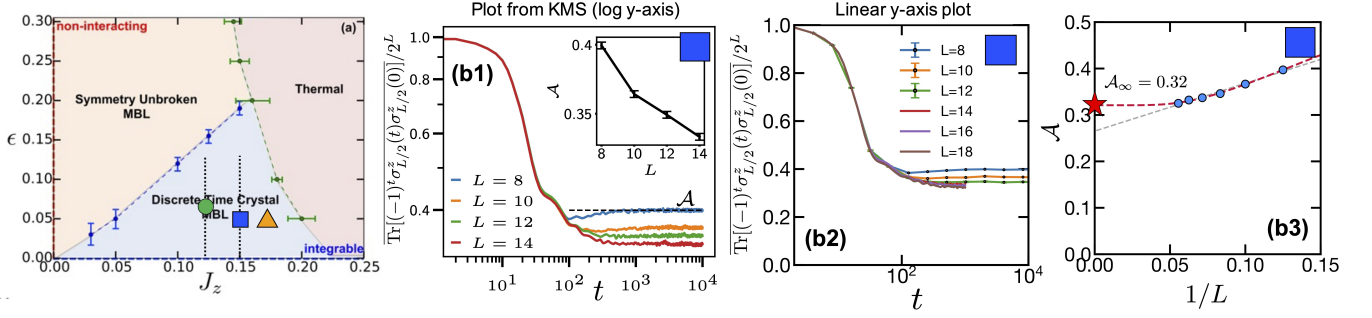 0.30
0.25
0.20
0.15
0.10
0.05
0.00
ϵ
non-interacting
(a)
Symmetry Unbroken
MBL
Thermal
Discrete Time Crystal
MBL
integrable
0.00 0.05 0.10 0.15 0.20 0.25
J_z
Plot from KMS (log y-axis)
Tr[(−1)^t σ^z_{L/2}(t)σ^z_{L/2}(0)]/2^L
1.0
0.8
0.6
0.4
(b1)
0.4
0.35
A
8 10 12 14
L
L = 8
L = 10
L = 12
L = 14
A
10^1 10^2 10^3 10^4
t
Linear y-axis plot
Tr[(−1)^t σ^z_{L/2}(t)σ^z_{L/2}(0)]/2^L
1.0
0.8
0.6
0.4
0.2
0.0
L=8
L=10
L=12
L=14
L=16
L=18
(b2)
10^2 10^4
t
0.5
0.4
0.3
0.2
0.1
0.0
A
A_∞ = 0.32
(b3)
0.00 0.05 0.10 0.15
1/L